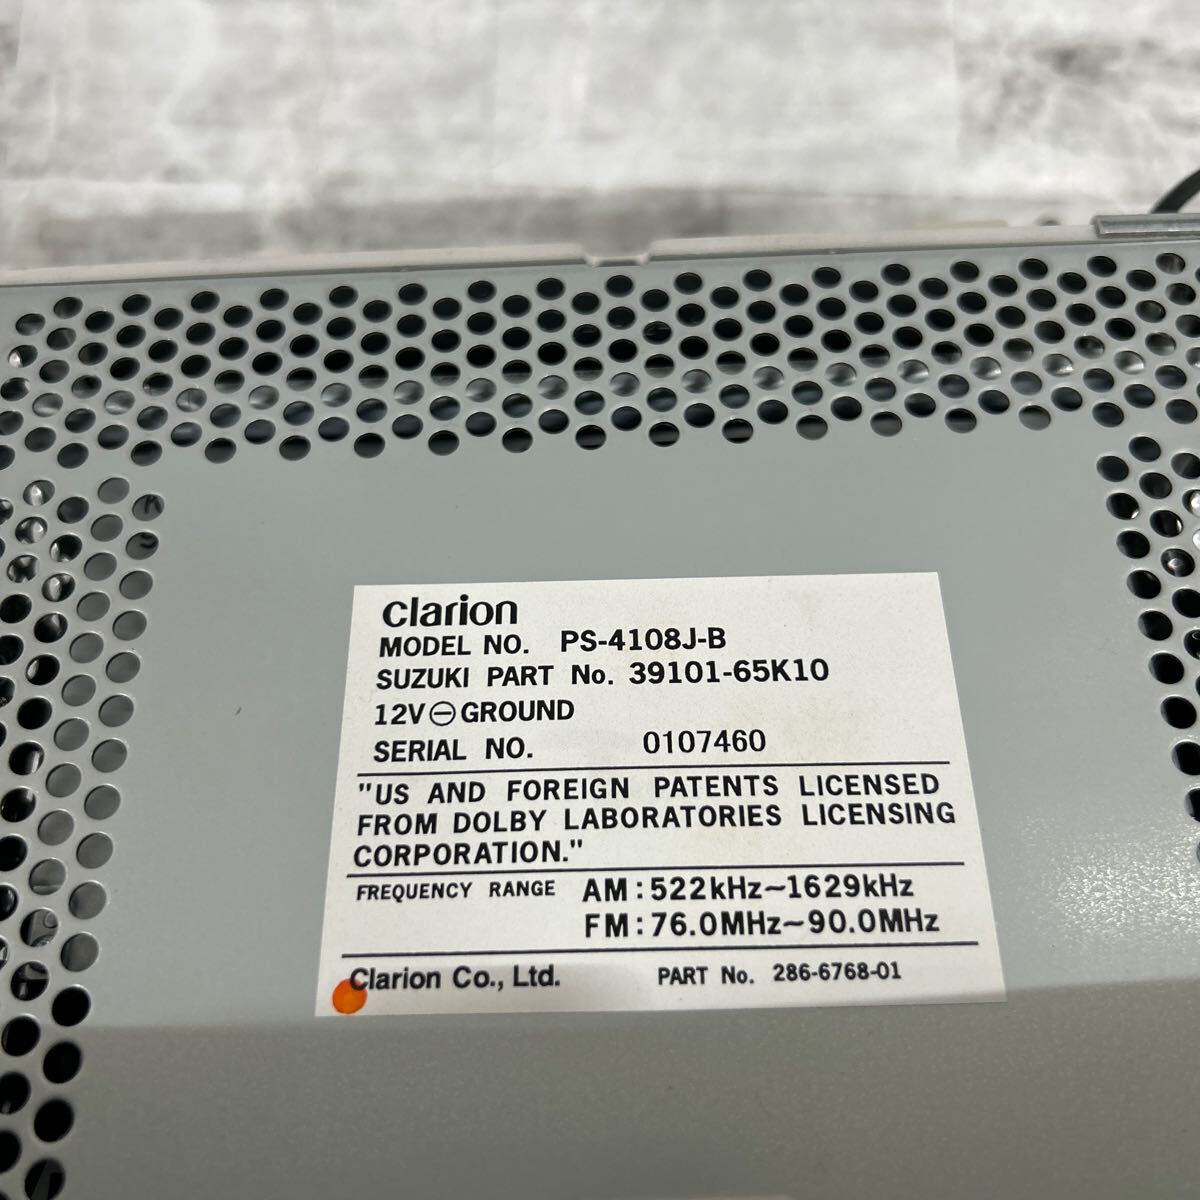 clarion
MODEL NO. PS-4108J-B
SUZUKI PART No. 39101-65K10
12V⊖GROUND
SERIAL NO. 0107460
"US AND FOREIGN PATENTS LICENSED
FROM DOLBY LABORATORIES LICENSING
CORPORATION."
FREQUENCY RANGE AM:522kHz~1629kHz
FM:76.0MHz~90.0MHz
Clarion Co., Ltd. PART No. 286-6768-01